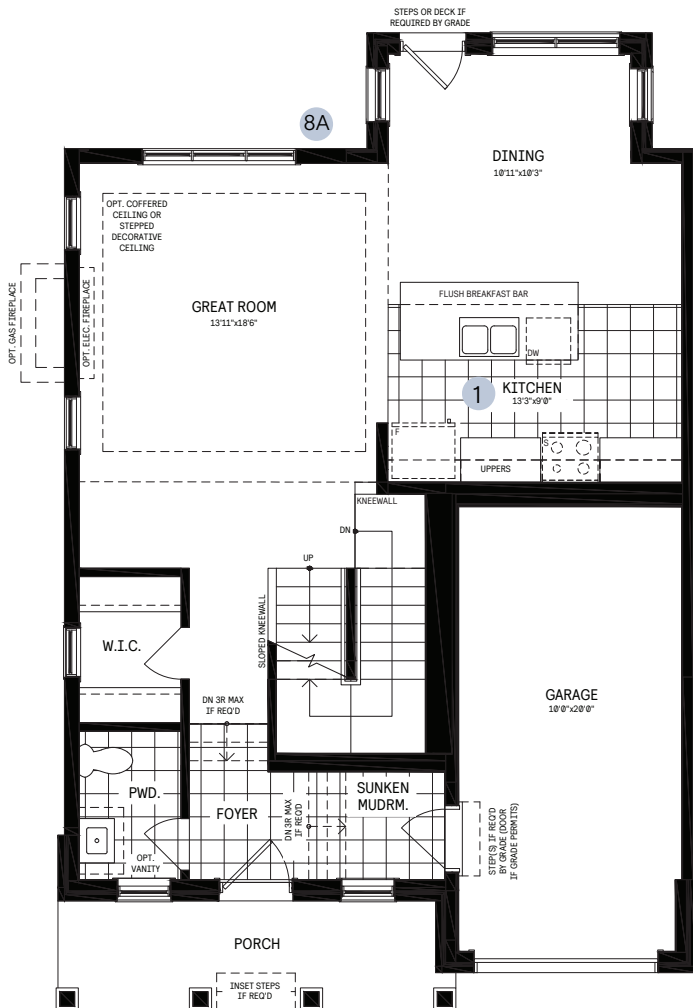 STEPS OR DECK IF
REQUIRED BY GRADE
8A
DINING
10'11"x10'3"
OPT. COFFERED
CEILING OR
STEPPED
DECORATIVE
CEILING
OPT. GAS FIREPLACE
OPT. ELEC. FIREPLACE
GREAT ROOM
13'11"x18'6"
FLUSH BREAKFAST BAR
DW
1
KITCHEN
13'3"x9'0"
F
S
UPPERS
KNEEWALL
DN
UP
SLOPED KNEEWALL
W.I.C.
DN 3R MAX
IF REQ'D
GARAGE
10'0"x20'0"
PWD.
FOYER
DN 3R MAX
IF REQ'D
SUNKEN
MUDRM.
STEP(S) IF REQ'D
BY GRADE (DOOR
IF GRADE PERMITS)
OPT.
VANITY
PORCH
INSET STEPS
IF REQ'D